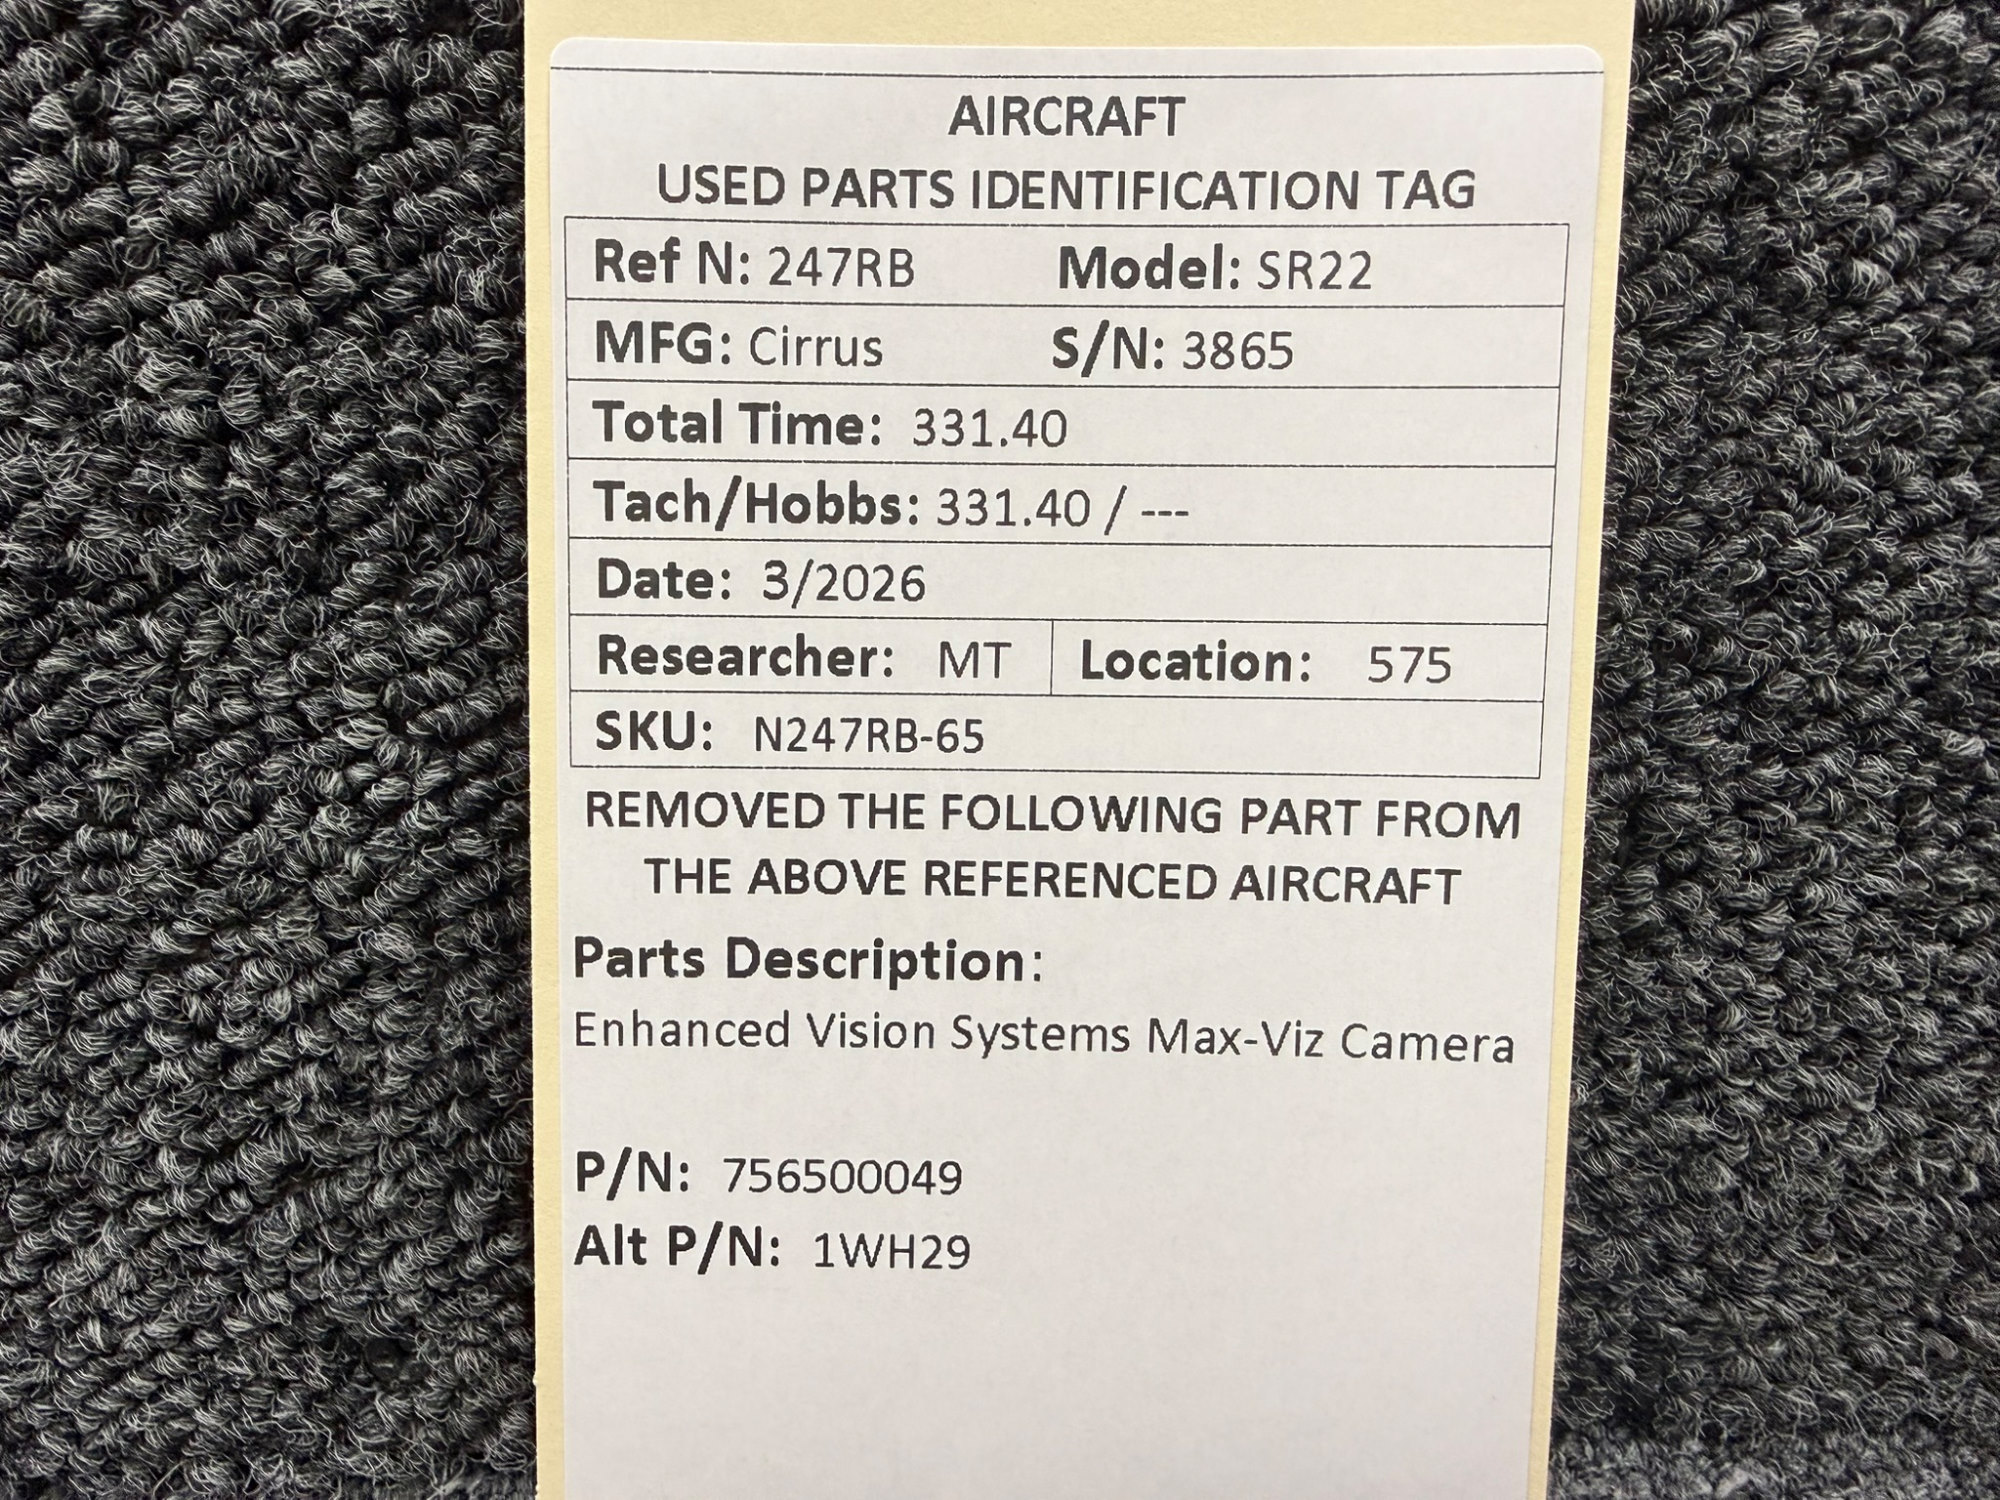 AIRCRAFT
USED PARTS IDENTIFICATION TAG
Ref N: 247RB Model: SR22
MFG: Cirrus S/N: 3865
Total Time: 331.40
Tach/Hobbs: 331.40 / ---
Date: 3/2026
Researcher: MT Location: 575
SKU: N247RB-65
REMOVED THE FOLLOWING PART FROM
THE ABOVE REFERENCED AIRCRAFT
Parts Description:
Enhanced Vision Systems Max-Viz Camera
P/N: 756500049
Alt P/N: 1WH29